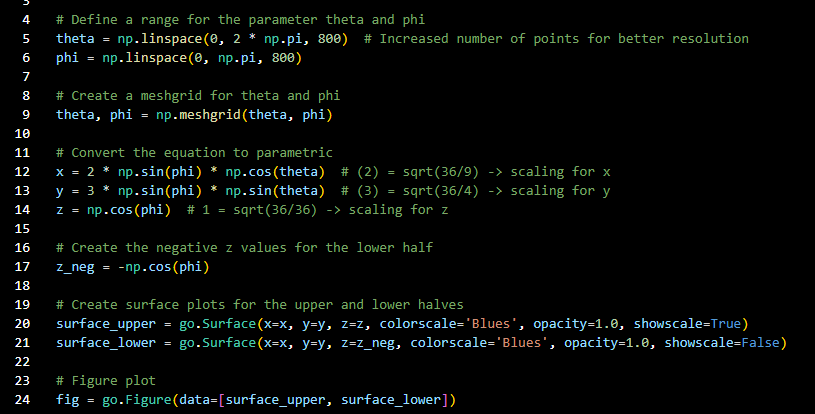 4 # Define a range for the parameter theta and phi
5 theta = np.linspace(0, 2 * np.pi, 800)  # Increased number of points for better resolution
6 phi = np.linspace(0, np.pi, 800)
7
8 # Create a meshgrid for theta and phi
9 theta, phi = np.meshgrid(theta, phi)
10
11 # Convert the equation to parametric
12 x = 2 * np.sin(phi) * np.cos(theta)  # (2) = sqrt(36/9) -> scaling for x
13 y = 3 * np.sin(phi) * np.sin(theta)  # (3) = sqrt(36/4) -> scaling for y
14 z = np.cos(phi)  # 1 = sqrt(36/36) -> scaling for z
15
16 # Create the negative z values for the lower half
17 z_neg = -np.cos(phi)
18
19 # Create surface plots for the upper and lower halves
20 surface_upper = go.Surface(x=x, y=y, z=z, colorscale='Blues', opacity=1.0, showscale=True)
21 surface_lower = go.Surface(x=x, y=y, z=z_neg, colorscale='Blues', opacity=1.0, showscale=False)
22
23 # Figure plot
24 fig = go.Figure(data=[surface_upper, surface_lower])